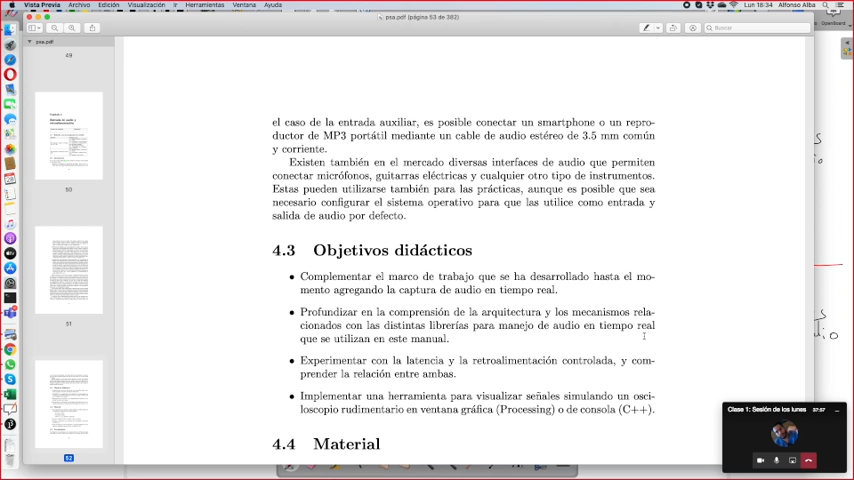 Vista Previa Archivo Edición Visualización Ir Herramientas Ventana Ayuda
Lun 18:34 Alfonso Alba
psa.pdf (página 53 de 382)
Buscar
OpenBoard
psa.pdf
49
50
51
52
el caso de la entrada auxiliar, es posible conectar un smartphone o un repro-
ductor de MP3 portátil mediante un cable de audio estéreo de 3.5 mm común
y corriente.
Existen también en el mercado diversas interfaces de audio que permiten
conectar micrófonos, guitarras eléctricas y cualquier otro tipo de instrumentos.
Estas pueden utilizarse también para las prácticas, aunque es posible que sea
necesario configurar el sistema operativo para que las utilice como entrada y
salida de audio por defecto.
4.3 Objetivos didácticos
• Complementar el marco de trabajo que se ha desarrollado hasta el mo-
mento agregando la captura de audio en tiempo real.
• Profundizar en la comprensión de la arquitectura y los mecanismos rela-
cionados con las distintas librerías para manejo de audio en tiempo real
que se utilizan en este manual.
• Experimentar con la latencia y la retroalimentación controlada, y com-
prender la relación entre ambas.
• Implementar una herramienta para visualizar señales simulando un osci-
loscopio rudimentario en ventana gráfica (Processing) o de consola (C++).
4.4 Material
Clase 1: Sesión de los lunes 37:57